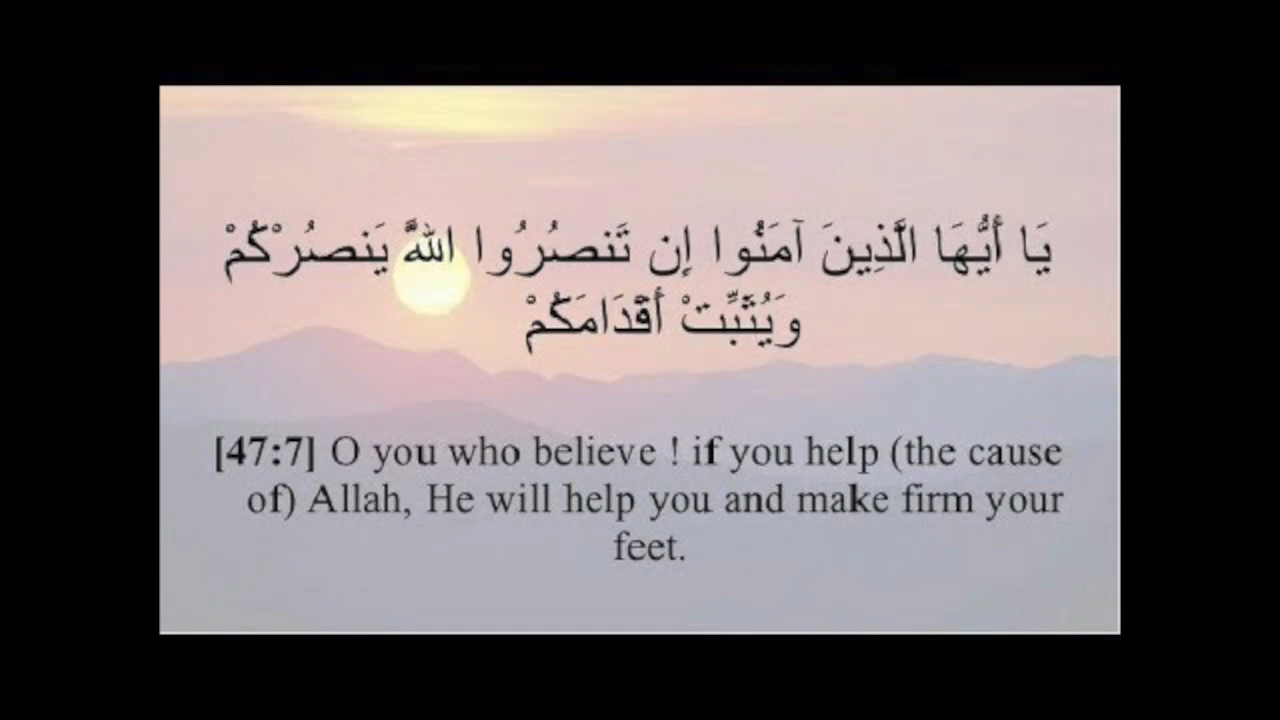 يَا أَيُّهَا الَّذِينَ آمَنُوا إِن تَنصُرُوا اللهَّ يَنصُرْكُمْ
وَيُثَبِّتْ أَقْدَامَكُمْ
[47:7] O you who believe ! if you help (the cause
of) Allah, He will help you and make firm your
feet.